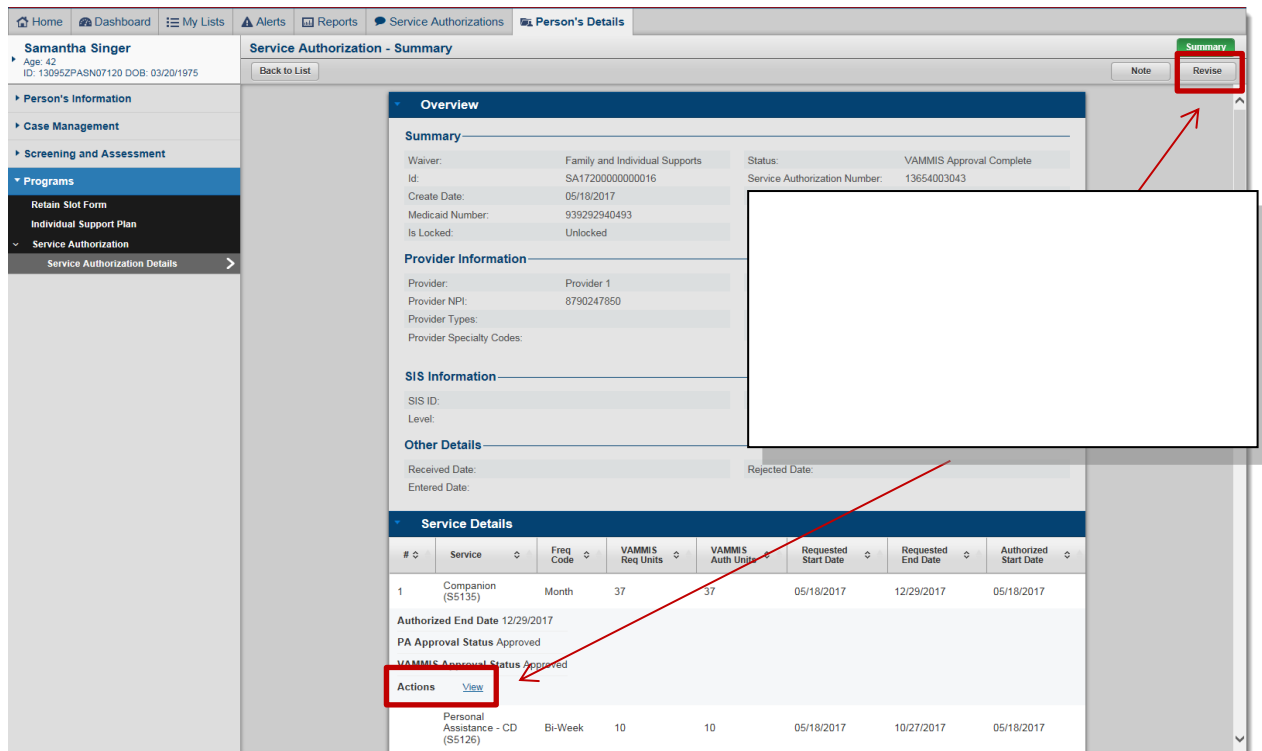 Home Dashboard My Lists Alerts Reports Service Authorizations Person's Details
Samantha Singer
Age: 42
ID: 13095ZPASN07120 DOB: 03/20/1975
Service Authorization - Summary
Summary
Back to List
Note
Revise
Person's Information
Case Management
Screening and Assessment
Programs
Retain Slot Form
Individual Support Plan
Service Authorization
Service Authorization Details
Overview
Summary
Waiver: Family and Individual Supports Status: VAMMIS Approval Complete
Id: SA17200000000016 Service Authorization Number: 13654003043
Create Date: 05/18/2017
Medicaid Number: 939292940493
Is Locked: Unlocked
Provider Information
Provider: Provider 1
Provider NPI: 8790247850
Provider Types:
Provider Specialty Codes:
SIS Information
SIS ID:
Level:
Other Details
Received Date: Rejected Date:
Entered Date:
Service Details
# Service Freq Code VAMMIS Req Units VAMMIS Auth Units Requested Start Date Requested End Date Authorized Start Date
1 Companion (S5135) Month 37 37 05/18/2017 12/29/2017 05/18/2017
Authorized End Date 12/29/2017
PA Approval Status Approved
VAMMIS Approval Status Approved
Actions View
Personal Assistance - CD (S5126) Bi-Week 10 10 05/18/2017 10/27/2017 05/18/2017